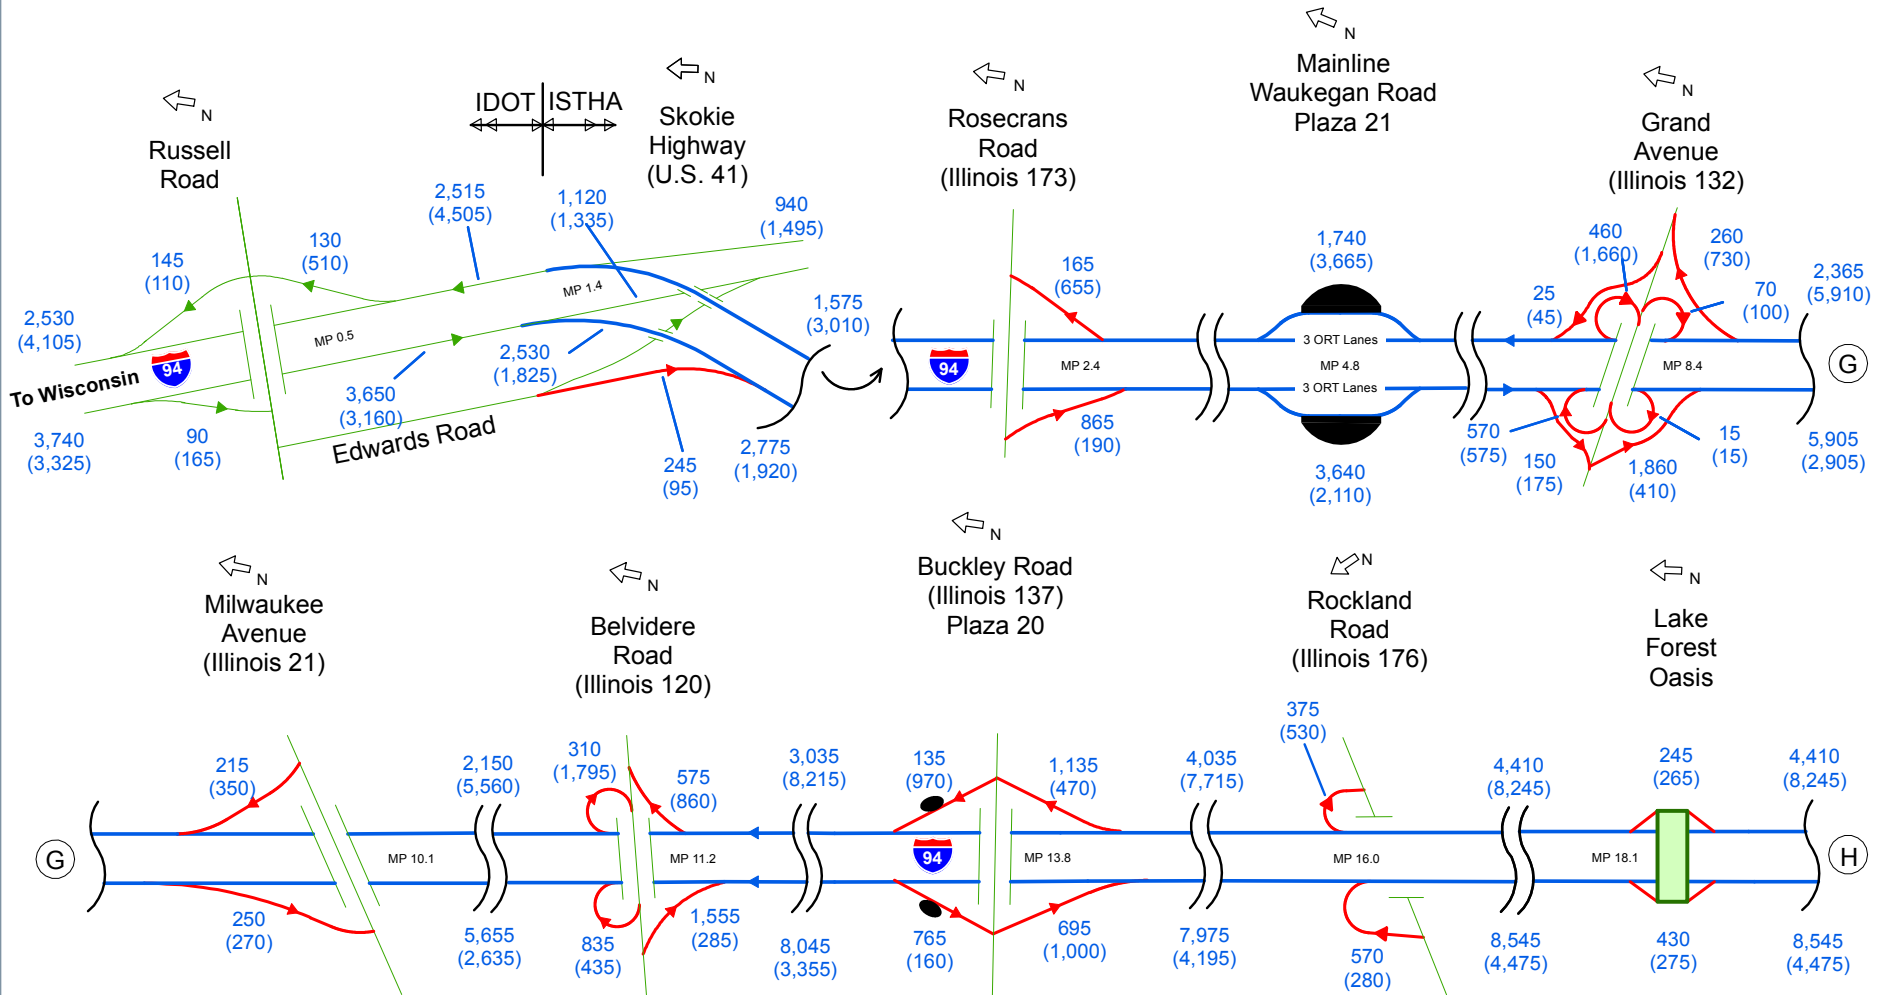 N
Russell
Road
IDOT
ISTHA
N
Skokie
Highway
(U.S. 41)
N
Rosecrans
Road
(Illinois 173)
N
Mainline
Waukegan Road
Plaza 21
N
Grand
Avenue
(Illinois 132)
2,530
(4,105)
145
(110)
130
(510)
2,515
(4,505)
1,120
(1,335)
940
(1,495)
MP 0.5
MP 1.4
94
To Wisconsin
3,740
(3,325)
90
(165)
3,650
(3,160)
Edwards Road
2,530
(1,825)
245
(95)
2,775
(1,920)
1,575
(3,010)
94
165
(655)
MP 2.4
865
(190)
1,740
(3,665)
3 ORT Lanes
MP 4.8
3 ORT Lanes
3,640
(2,110)
460
(1,660)
260
(730)
25
(45)
70
(100)
2,365
(5,910)
MP 8.4
G
570
(575)
150
(175)
1,860
(410)
15
(15)
5,905
(2,905)
N
Milwaukee
Avenue
(Illinois 21)
N
Belvidere
Road
(Illinois 120)
N
Buckley Road
(Illinois 137)
Plaza 20
N
Rockland
Road
(Illinois 176)
N
Lake
Forest
Oasis
G
215
(350)
MP 10.1
250
(270)
2,150
(5,560)
5,655
(2,635)
310
(1,795)
575
(860)
MP 11.2
835
(435)
1,555
(285)
3,035
(8,215)
8,045
(3,355)
135
(970)
1,135
(470)
94
MP 13.8
765
(160)
695
(1,000)
4,035
(7,715)
7,975
(4,195)
375
(530)
MP 16.0
570
(280)
4,410
(8,245)
8,545
(4,475)
245
(265)
MP 18.1
430
(275)
4,410
(8,245)
H
8,545
(4,475)